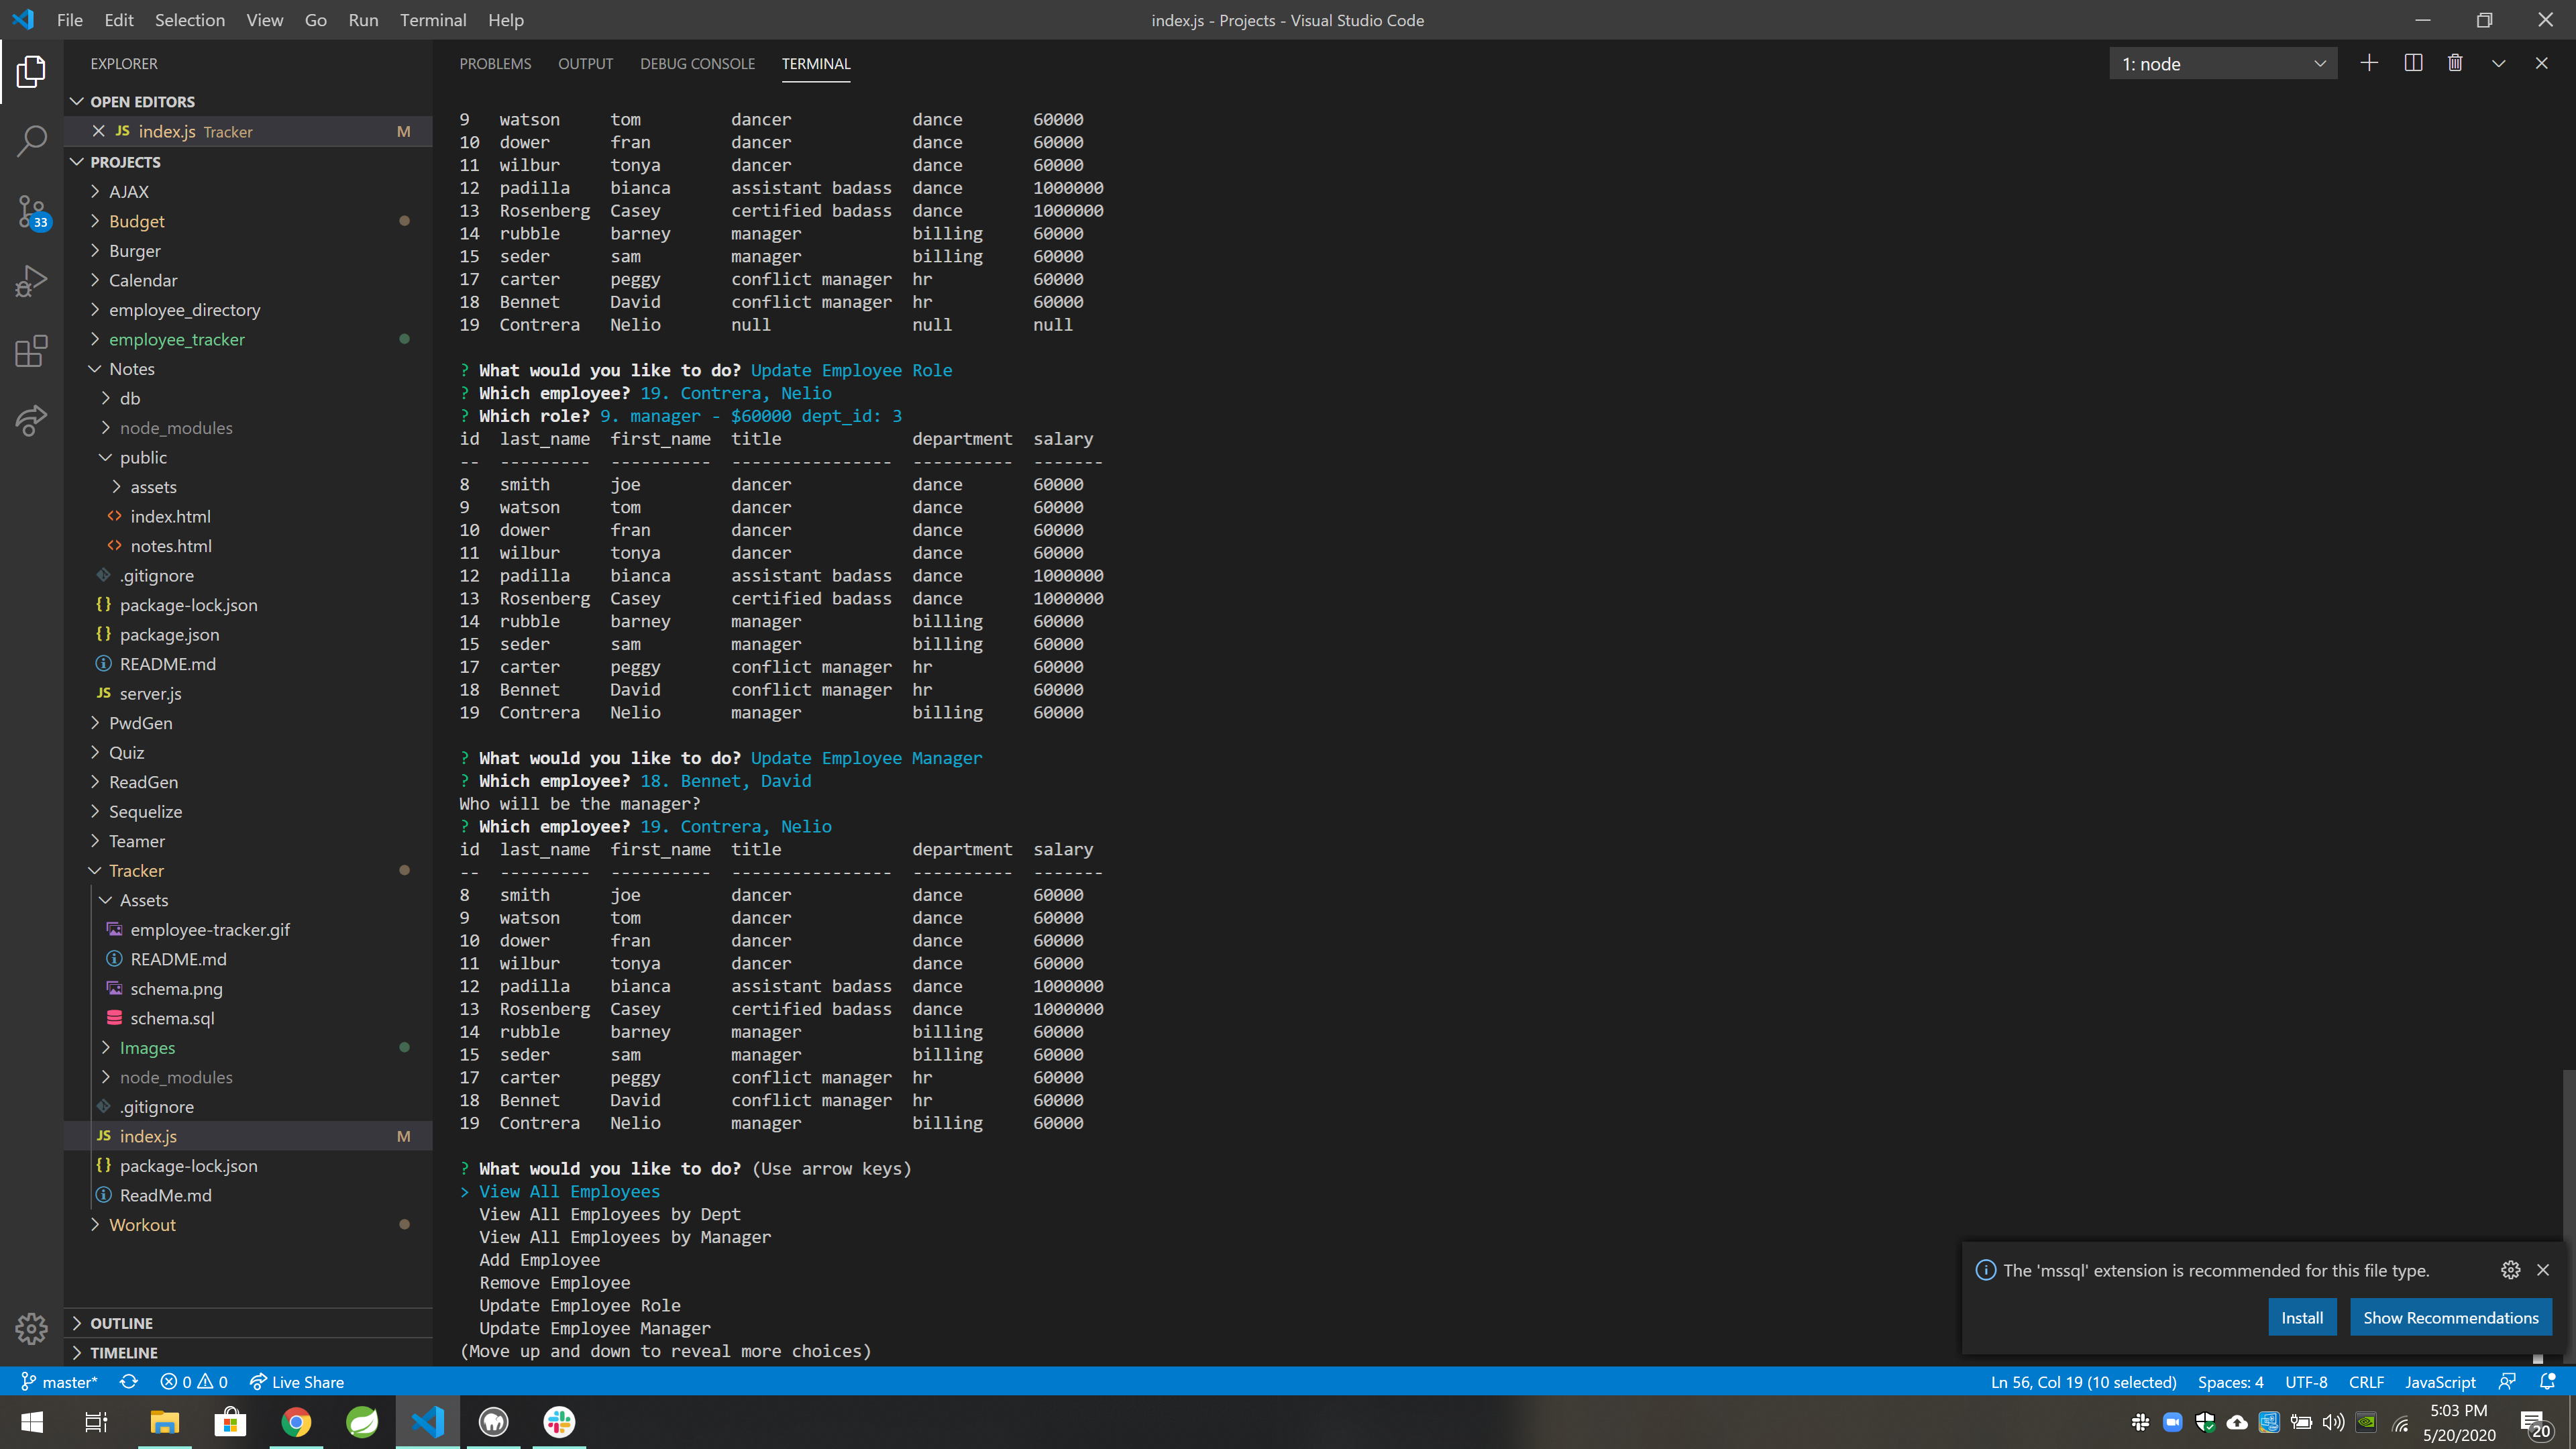 File Edit Selection View Go Run Terminal Help index.js - Projects - Visual Studio Code
EXPLORER
OPEN EDITORS
JS index.js Tracker M
PROJECTS
AJAX
Budget
Burger
Calendar
employee_directory
employee_tracker
Notes
db
node_modules
public
assets
index.html
notes.html
.gitignore
package-lock.json
package.json
README.md
JS server.js
PwdGen
Quiz
ReadGen
Sequelize
Teamer
Tracker
Assets
employee-tracker.gif
README.md
schema.png
schema.sql
Images
node_modules
.gitignore
JS index.js M
package-lock.json
ReadMe.md
Workout
OUTLINE
TIMELINE
33
PROBLEMS OUTPUT DEBUG CONSOLE TERMINAL 1: node
9 watson tom dancer dance 60000
10 dower fran dancer dance 60000
11 wilbur tonya dancer dance 60000
12 padilla bianca assistant badass dance 1000000
13 Rosenberg Casey certified badass dance 1000000
14 rubble barney manager billing 60000
15 seder sam manager billing 60000
17 carter peggy conflict manager hr 60000
18 Bennet David conflict manager hr 60000
19 Contrera Nelio null null null
? What would you like to do? Update Employee Role
? Which employee? 19. Contrera, Nelio
? Which role? 9. manager - $60000 dept_id: 3
id last_name first_name title department salary
-- --------- ---------- ---------------- ---------- -------
8 smith joe dancer dance 60000
9 watson tom dancer dance 60000
10 dower fran dancer dance 60000
11 wilbur tonya dancer dance 60000
12 padilla bianca assistant badass dance 1000000
13 Rosenberg Casey certified badass dance 1000000
14 rubble barney manager billing 60000
15 seder sam manager billing 60000
17 carter peggy conflict manager hr 60000
18 Bennet David conflict manager hr 60000
19 Contrera Nelio manager billing 60000
? What would you like to do? Update Employee Manager
? Which employee? 18. Bennet, David
Who will be the manager?
? Which employee? 19. Contrera, Nelio
id last_name first_name title department salary
-- --------- ---------- ---------------- ---------- -------
8 smith joe dancer dance 60000
9 watson tom dancer dance 60000
10 dower fran dancer dance 60000
11 wilbur tonya dancer dance 60000
12 padilla bianca assistant badass dance 1000000
13 Rosenberg Casey certified badass dance 1000000
14 rubble barney manager billing 60000
15 seder sam manager billing 60000
17 carter peggy conflict manager hr 60000
18 Bennet David conflict manager hr 60000
19 Contrera Nelio manager billing 60000
? What would you like to do? (Use arrow keys)
> View All Employees
View All Employees by Dept
View All Employees by Manager
Add Employee
Remove Employee
Update Employee Role
Update Employee Manager
(Move up and down to reveal more choices)
The 'mssql' extension is recommended for this file type.
Install Show Recommendations
master* 0 0 Live Share Ln 56, Col 19 (10 selected) Spaces: 4 UTF-8 CRLF JavaScript
5:03 PM
5/20/2020
20